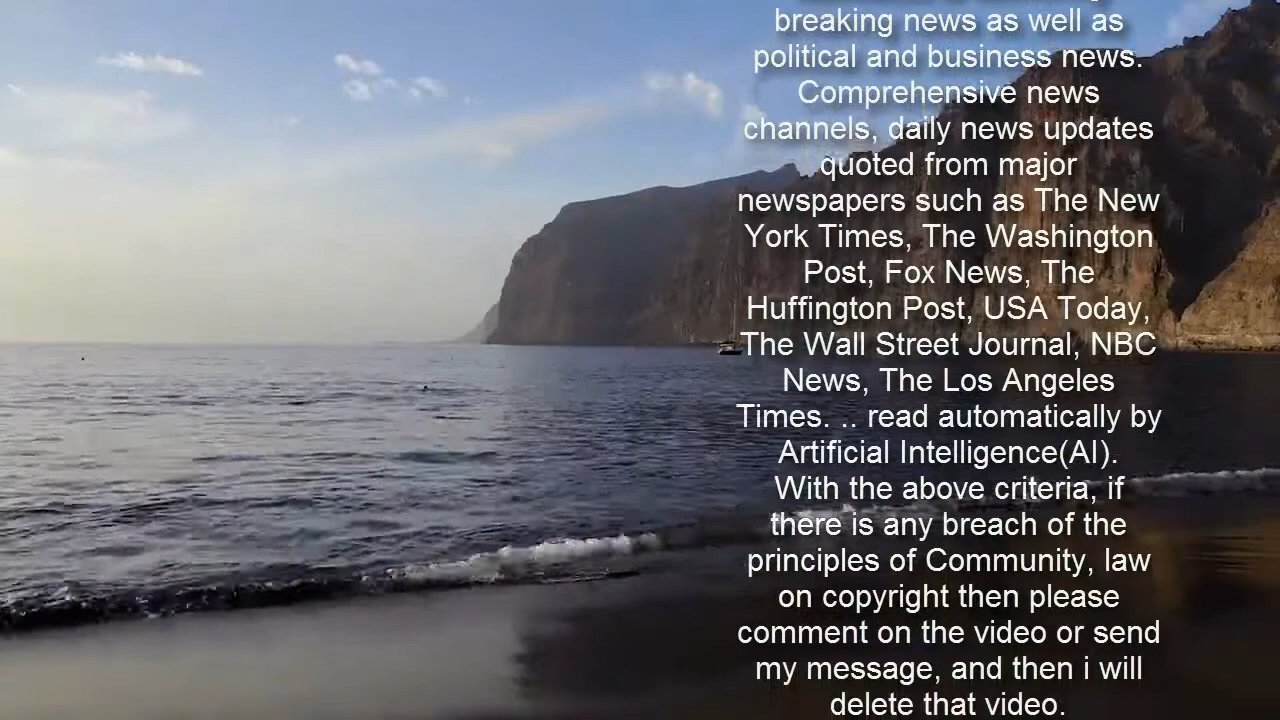 breaking news as well as
political and business news.
Comprehensive news
channels, daily news updates
quoted from major
newspapers such as The New
York Times, The Washington
Post, Fox News, The
Huffington Post, USA Today,
The Wall Street Journal, NBC
News, The Los Angeles
Times. .. read automatically by
Artificial Intelligence(AI).
With the above criteria, if
there is any breach of the
principles of Community, law
on copyright then please
comment on the video or send
my message, and then i will
delete that video.